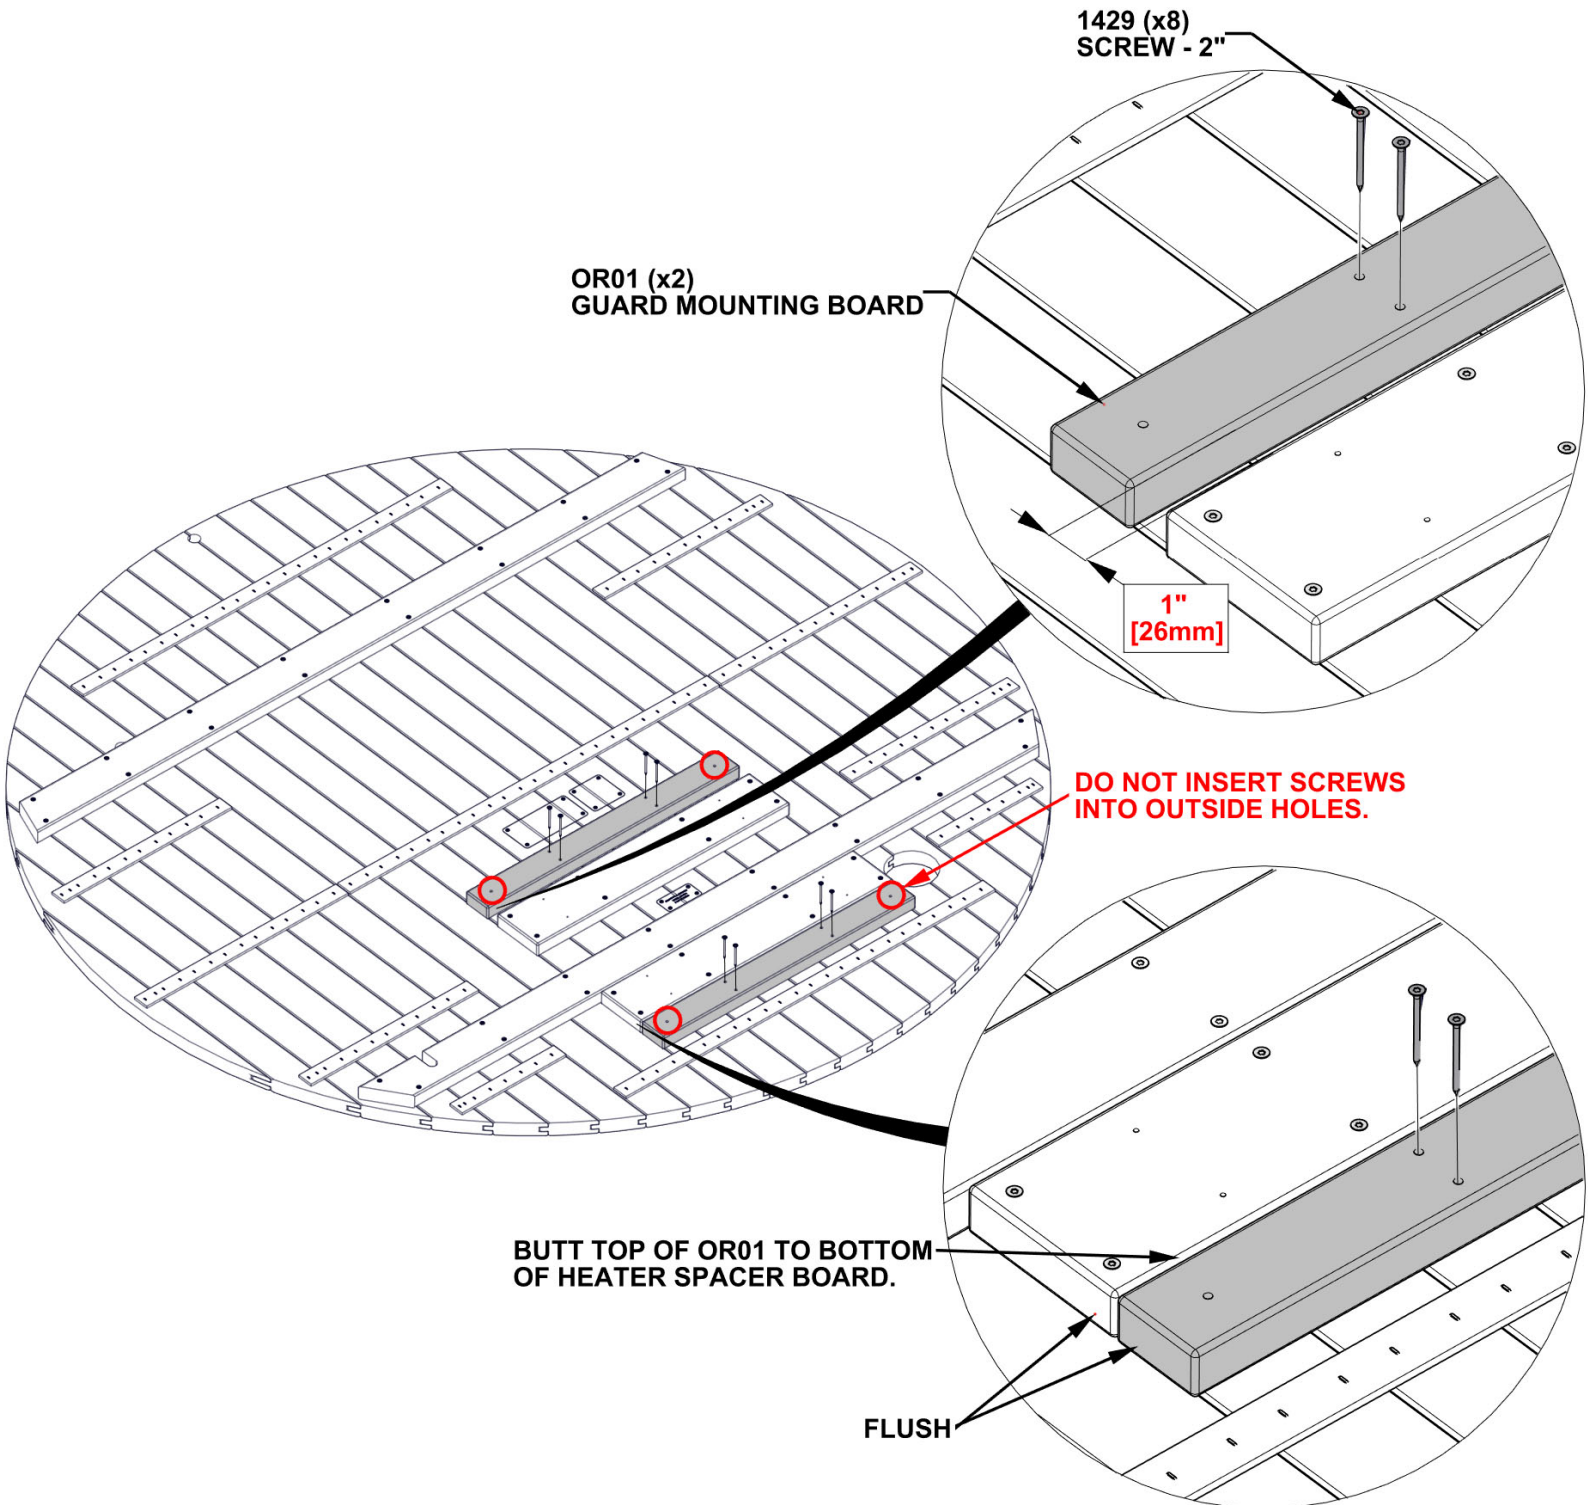 1429 (x8)
SCREW - 2"
OR01 (x2)
GUARD MOUNTING BOARD
1"
[26mm]
DO NOT INSERT SCREWS
INTO OUTSIDE HOLES.
BUTT TOP OF OR01 TO BOTTOM
OF HEATER SPACER BOARD.
FLUSH